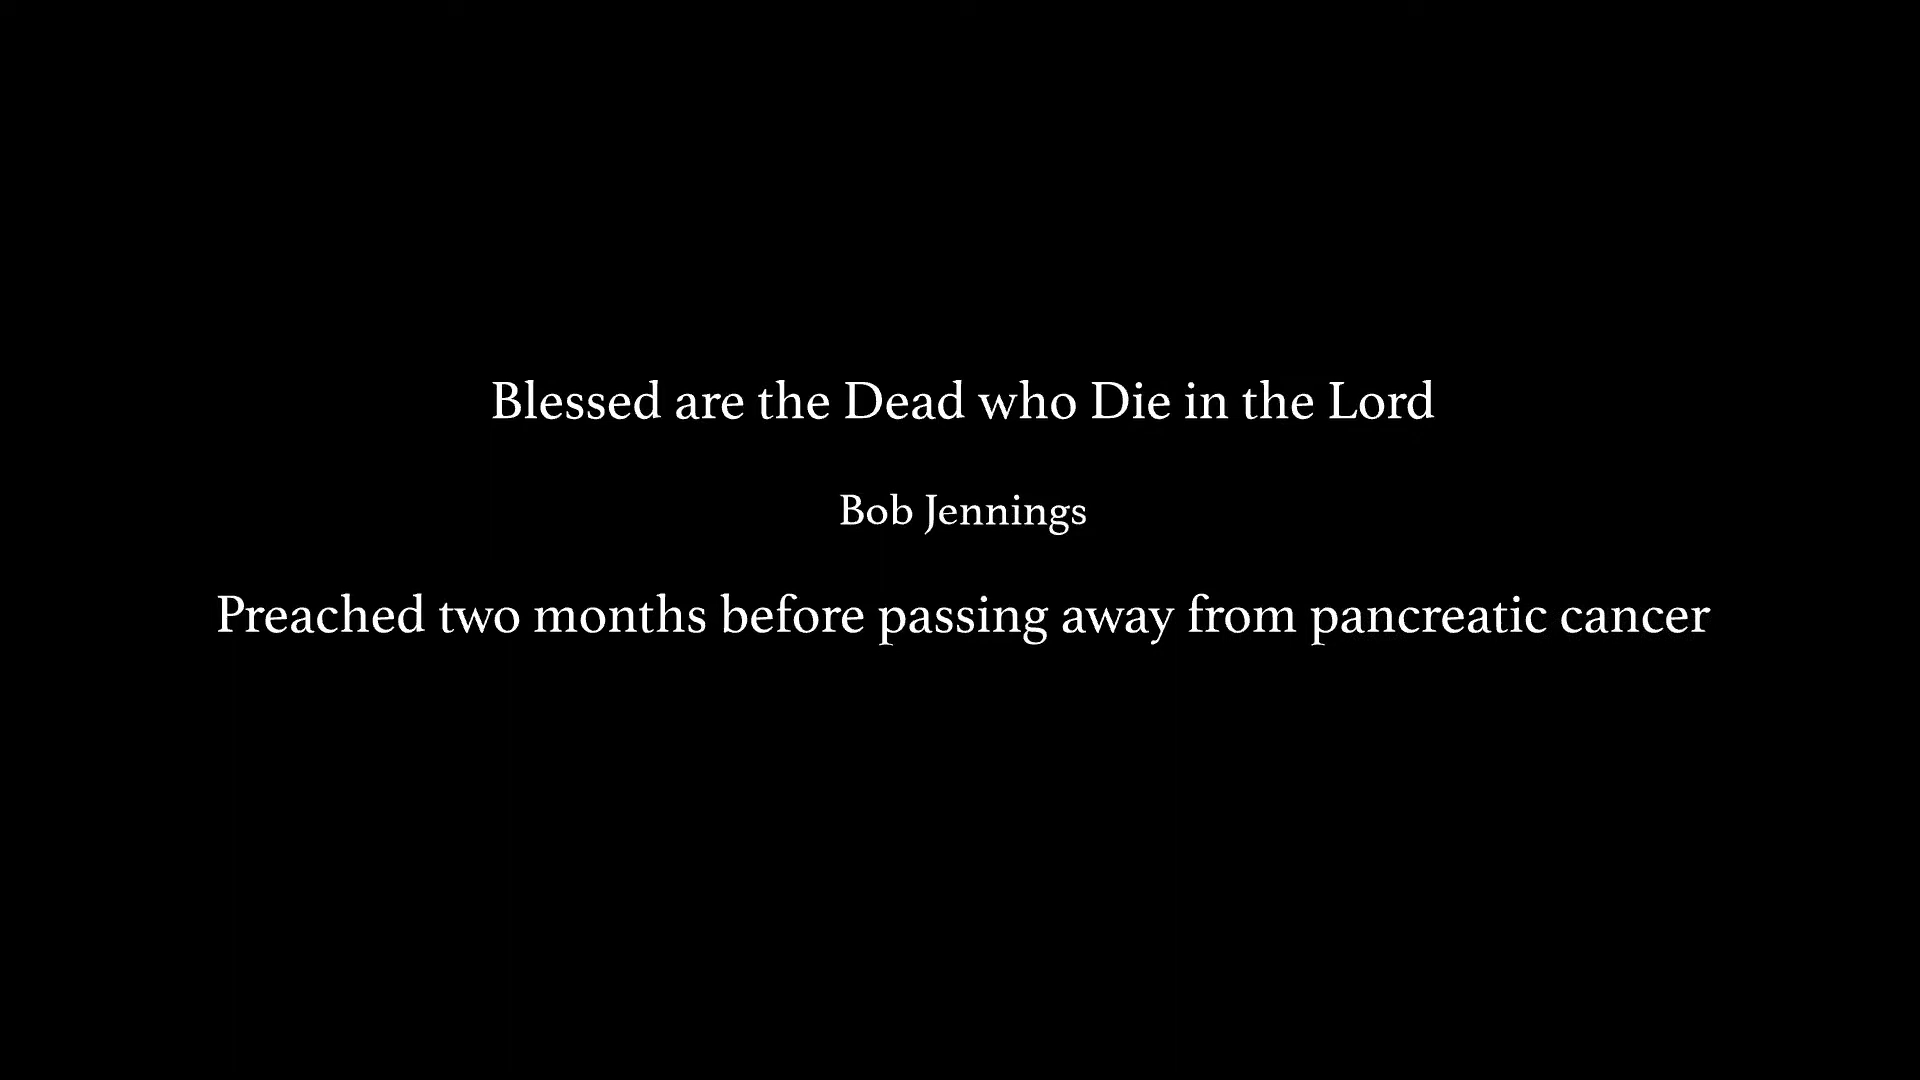 Blessed are the Dead who Die in the Lord
Bob Jennings
Preached two months before passing away from pancreatic cancer